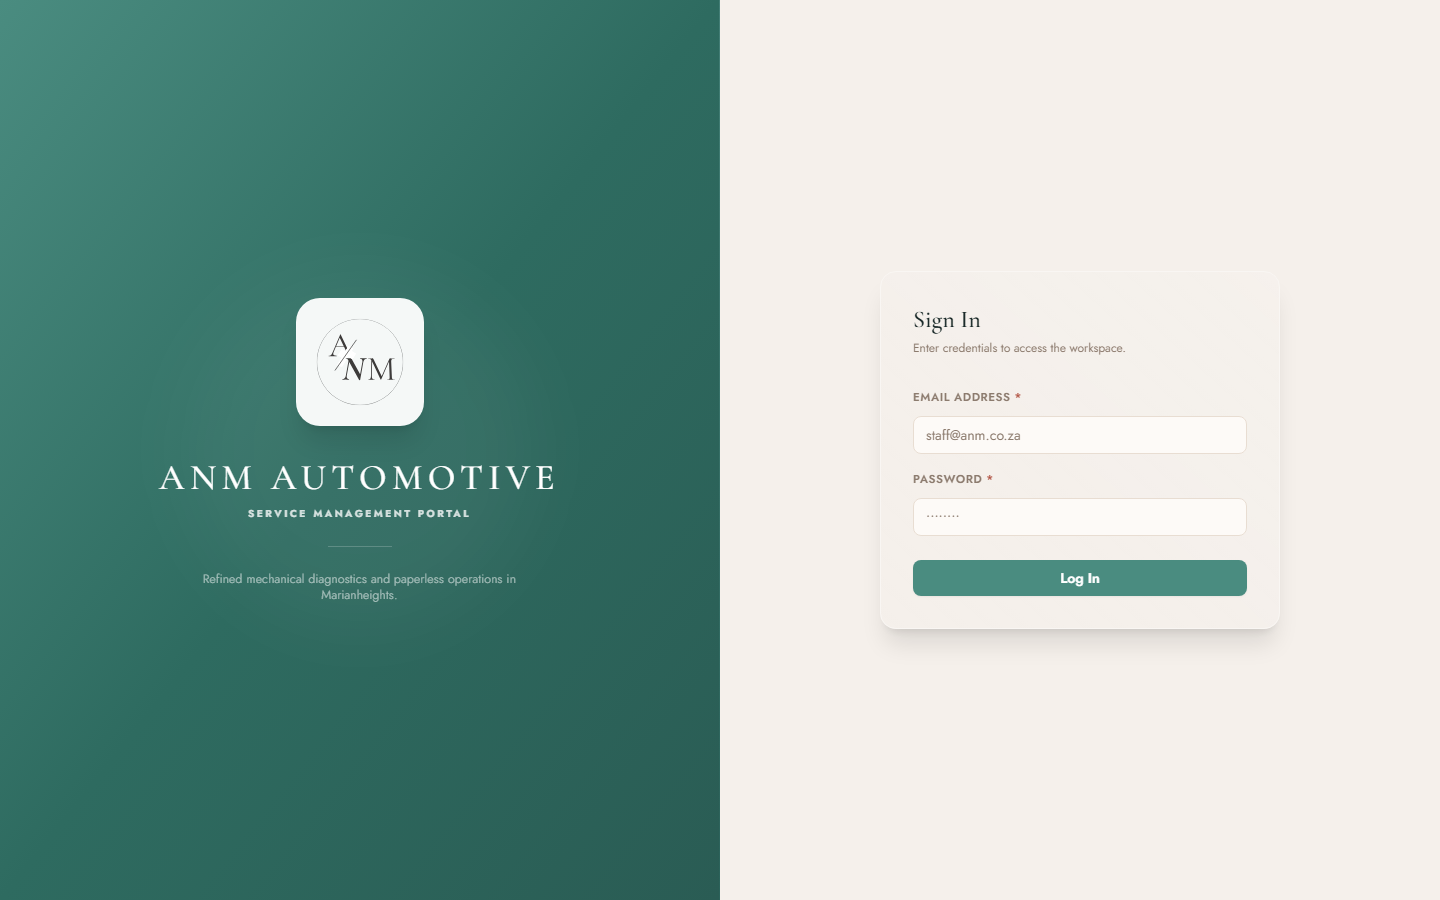 A/NM
ANM AUTOMOTIVE
SERVICE MANAGEMENT PORTAL
Refined mechanical diagnostics and paperless operations in
Marianheights.
Sign In
Enter credentials to access the workspace.
EMAIL ADDRESS *
staff@anm.co.za
PASSWORD *
········
Log In